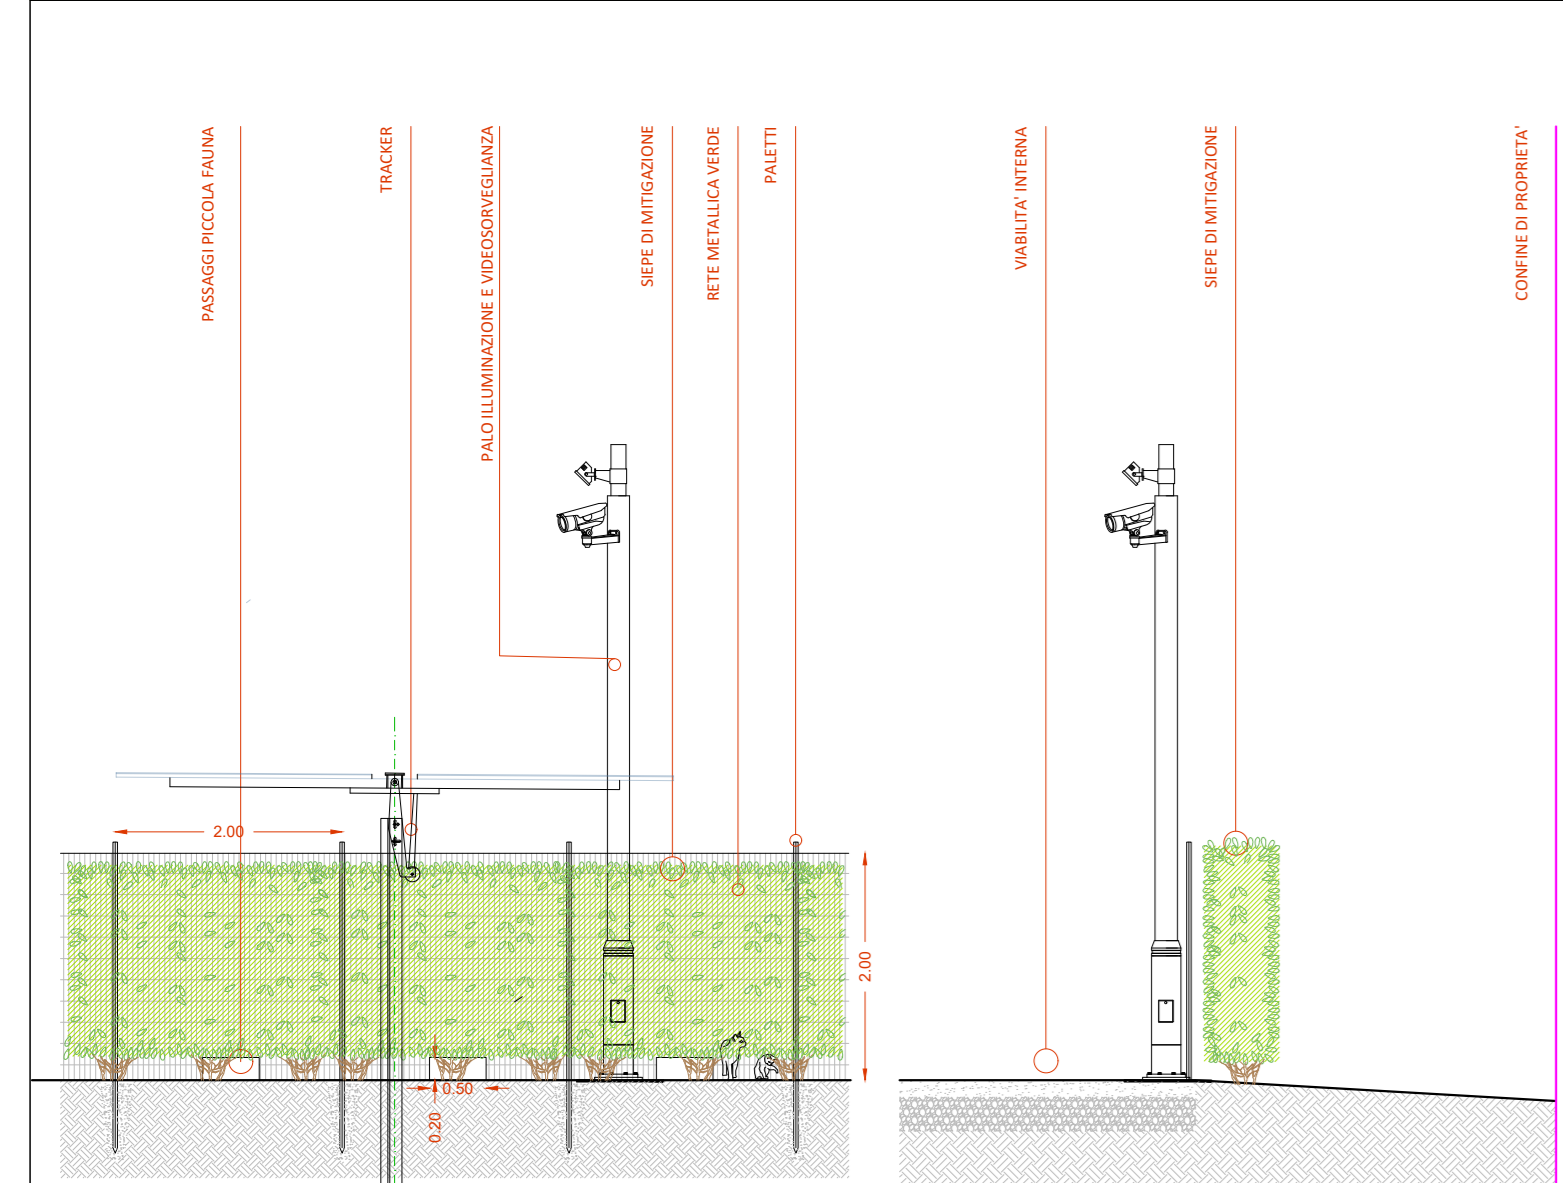 PASSAGGI PICCOLA FAUNA
TRACKER
PALO ILLUMINAZIONE E VIDEOSORVEGLIANZA
SIEPE DI MITIGAZIONE
RETE METALLICA VERDE
PALETTI
VIABILITA' INTERNA
SIEPE DI MITIGAZIONE
CONFINE DI PROPRIETA'
2.00
2.00
0.50
0.20